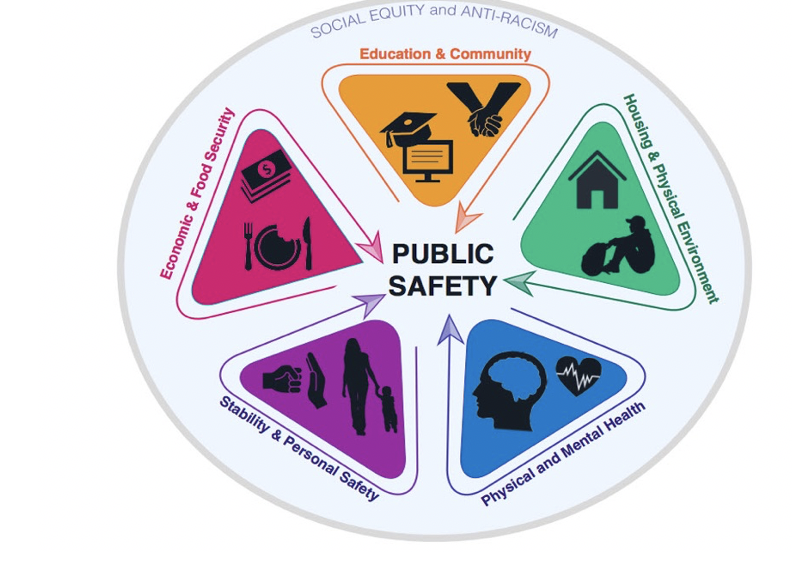 SOCIAL EQUITY and ANTI-RACISM
Education & Community
Economic & Food Security
Housing & Physical Environment
$
PUBLIC
SAFETY
Stability & Personal Safety
Physical and Mental Health